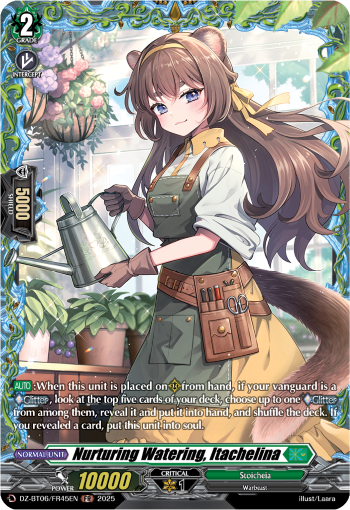 2
GRADE
INTERCEPT
5000
SHIELD
AUTO:When this unit is placed on R from hand, if your vanguard is a
Glitter, look at the top five cards of your deck, choose up to one Glitter
from among them, reveal it and put it into hand, and shuffle the deck. If
you revealed a card, put this unit into soul.
NORMAL UNIT
Nurturing Watering, Itachelina
POWER
10000
CRITICAL
1
Stoicheia
Warbeast
DZ-BT06/FR45EN FR 2025
illust/Laara